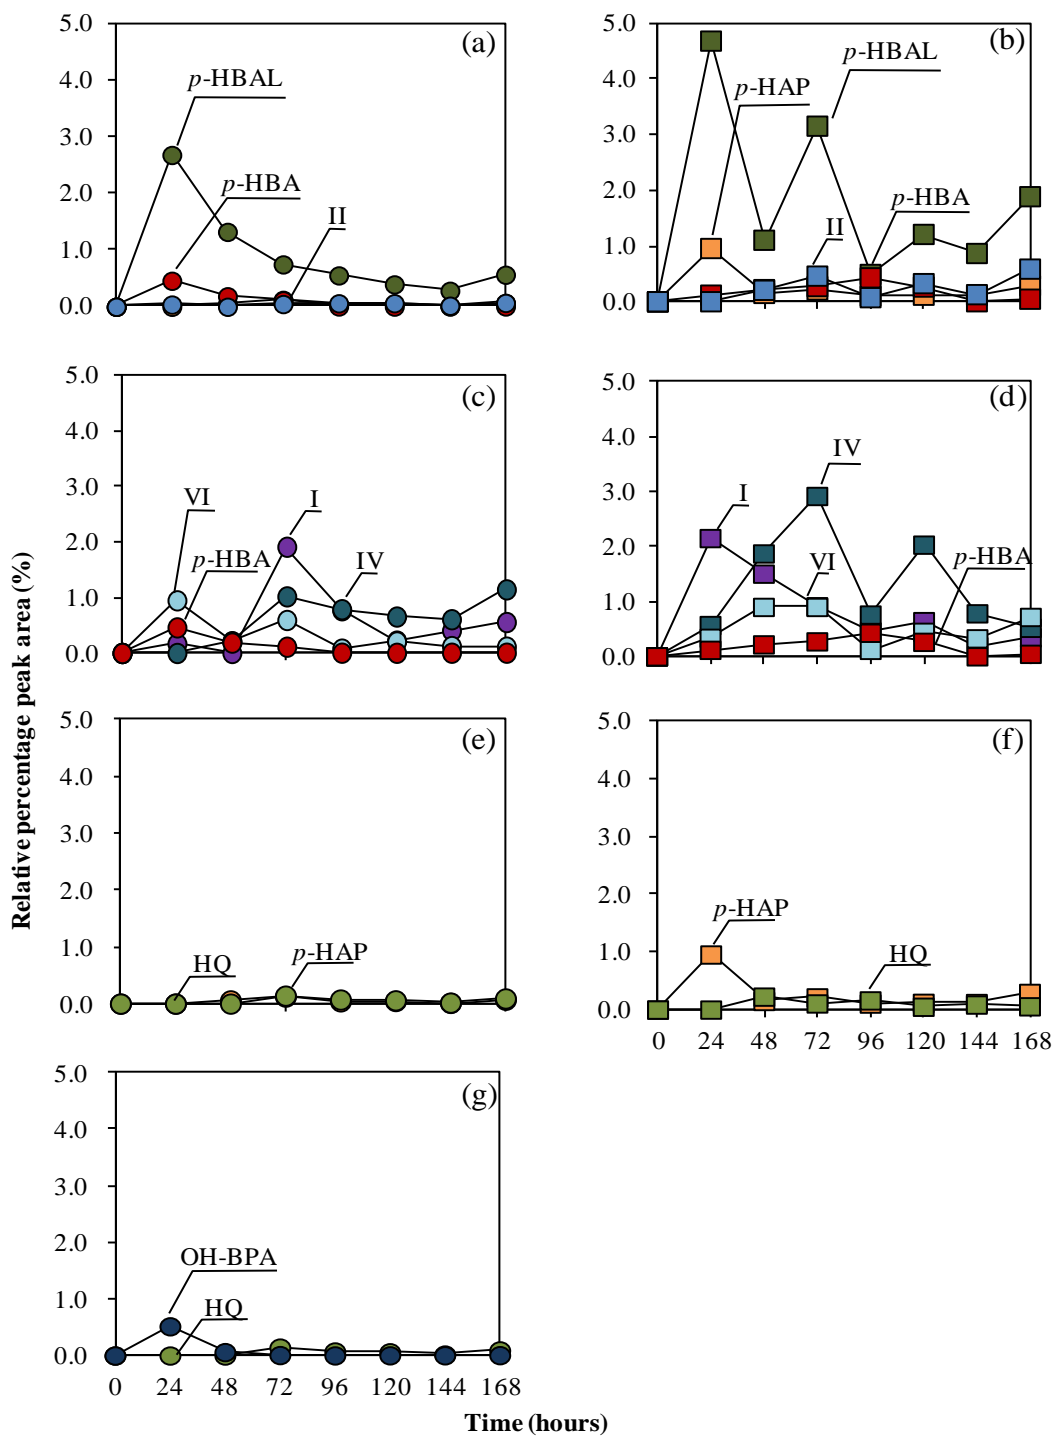 Relative percentage peak area (%)
5.0
4.0
3.0
2.0
1.0
0.0
(a)
p-HBAL
p-HBA
II
5.0
4.0
3.0
2.0
1.0
0.0
(b)
p-HBAL
p-HAP
p-HBA
II
5.0
4.0
3.0
2.0
1.0
0.0
(c)
VI
I
p-HBA
IV
5.0
4.0
3.0
2.0
1.0
0.0
(d)
IV
I
VI
p-HBA
5.0
4.0
3.0
2.0
1.0
0.0
(e)
HQ
p-HAP
5.0
4.0
3.0
2.0
1.0
0.0
(f)
p-HAP
HQ
0 24 48 72 96 120 144 168
5.0
4.0
3.0
2.0
1.0
0.0
(g)
OH-BPA
HQ
0 24 48 72 96 120 144 168
Time (hours)